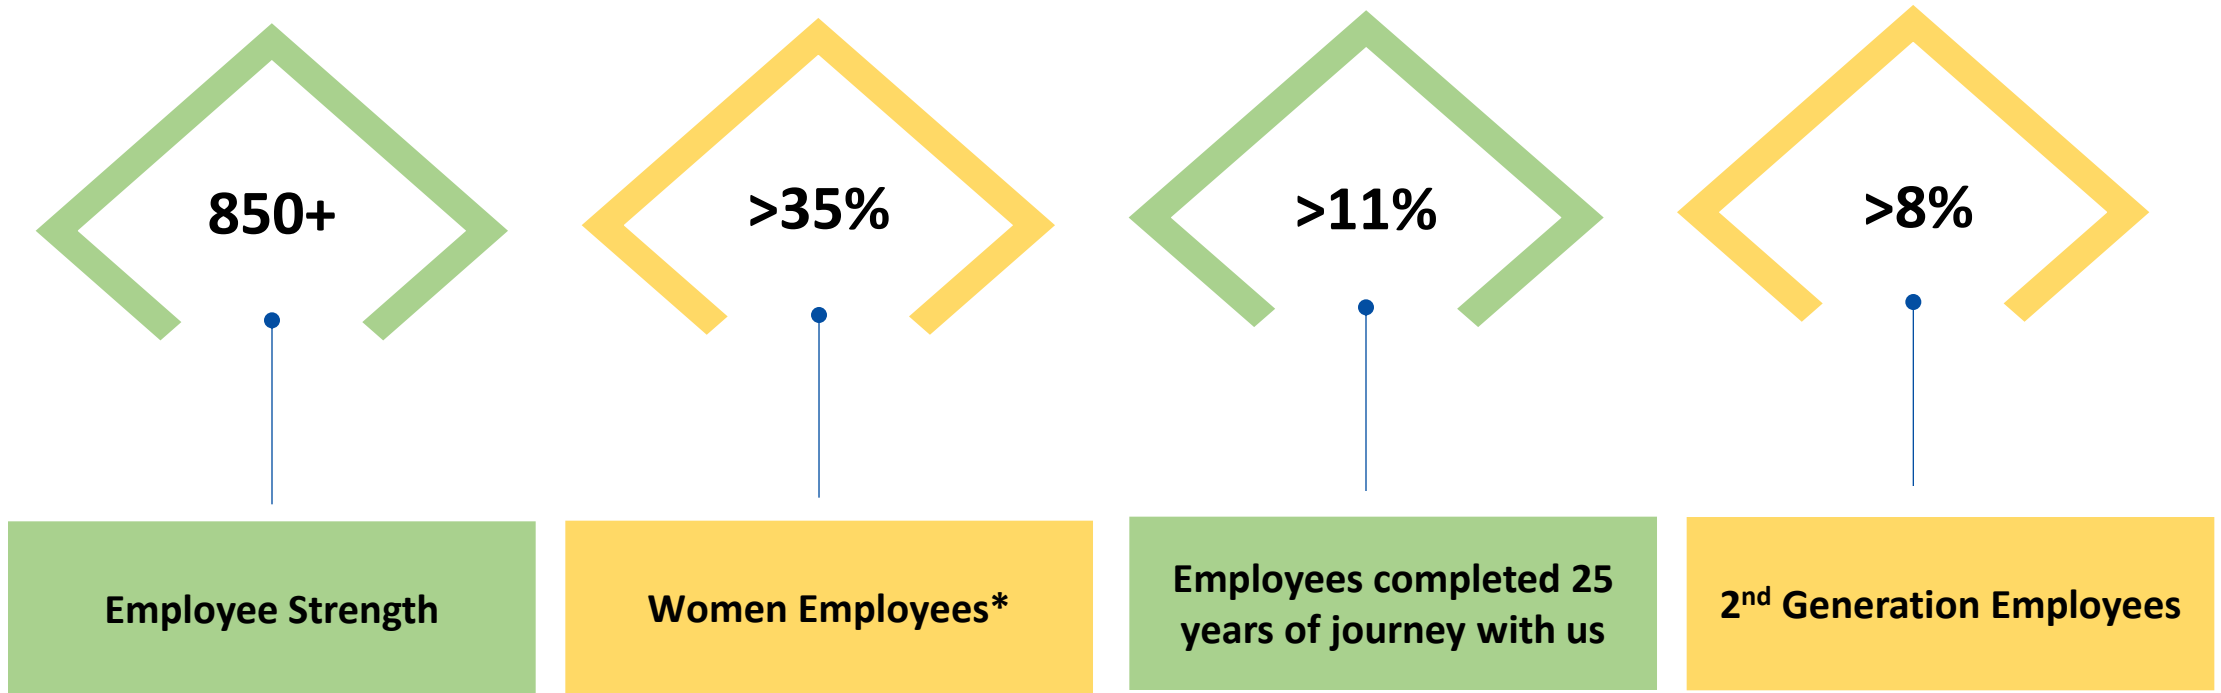 850+
>35%
>11%
>8%
Employee Strength
Women Employees*
Employees completed 25
years of journey with us
2nd Generation Employees